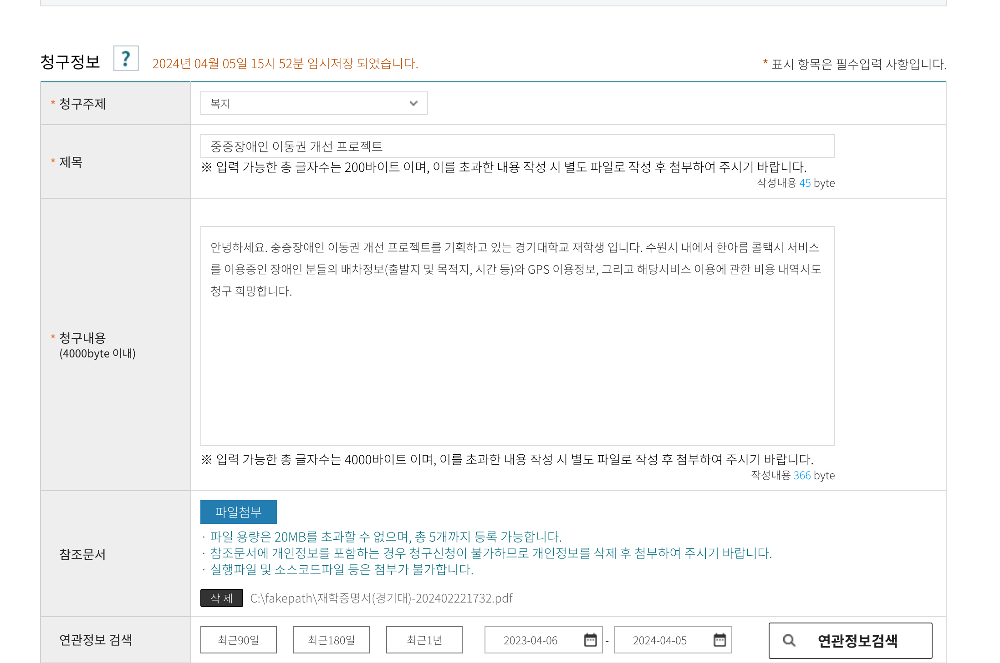 청구정보 ? 2024년 04월 05일 15시 52분 임시저장 되었습니다. * 표시 항목은 필수입력 사항입니다.
* 청구주제 복지
* 제목 중증장애인 이동권 개선 프로젝트
※ 입력 가능한 총 글자수는 200바이트 이며, 이를 초과한 내용 작성 시 별도 파일로 작성 후 첨부하여 주시기 바랍니다.
작성내용 45 byte
* 청구내용
(4000byte 이내)
안녕하세요. 중증장애인 이동권 개선 프로젝트를 기획하고 있는 경기대학교 재학생 입니다. 수원시 내에서 한아름 콜택시 서비스
를 이용중인 장애인 분들의 배차정보(출발지 및 목적지, 시간 등)와 GPS 이용정보, 그리고 해당서비스 이용에 관한 비용 내역서도
청구 희망합니다.
※ 입력 가능한 총 글자수는 4000바이트 이며, 이를 초과한 내용 작성 시 별도 파일로 작성 후 첨부하여 주시기 바랍니다.
작성내용 366 byte
참조문서
파일첨부
· 파일 용량은 20MB를 초과할 수 없으며, 총 5개까지 등록 가능합니다.
· 참조문서에 개인정보를 포함하는 경우 청구신청이 불가하므로 개인정보를 삭제 후 첨부하여 주시기 바랍니다.
· 실행파일 및 소스코드파일 등은 첨부가 불가합니다.
삭 제 C:\fakepath\재학증명서(경기대)-202402221732.pdf
연관정보 검색 최근90일 최근180일 최근1년 2023-04-06 - 2024-04-05 연관정보검색